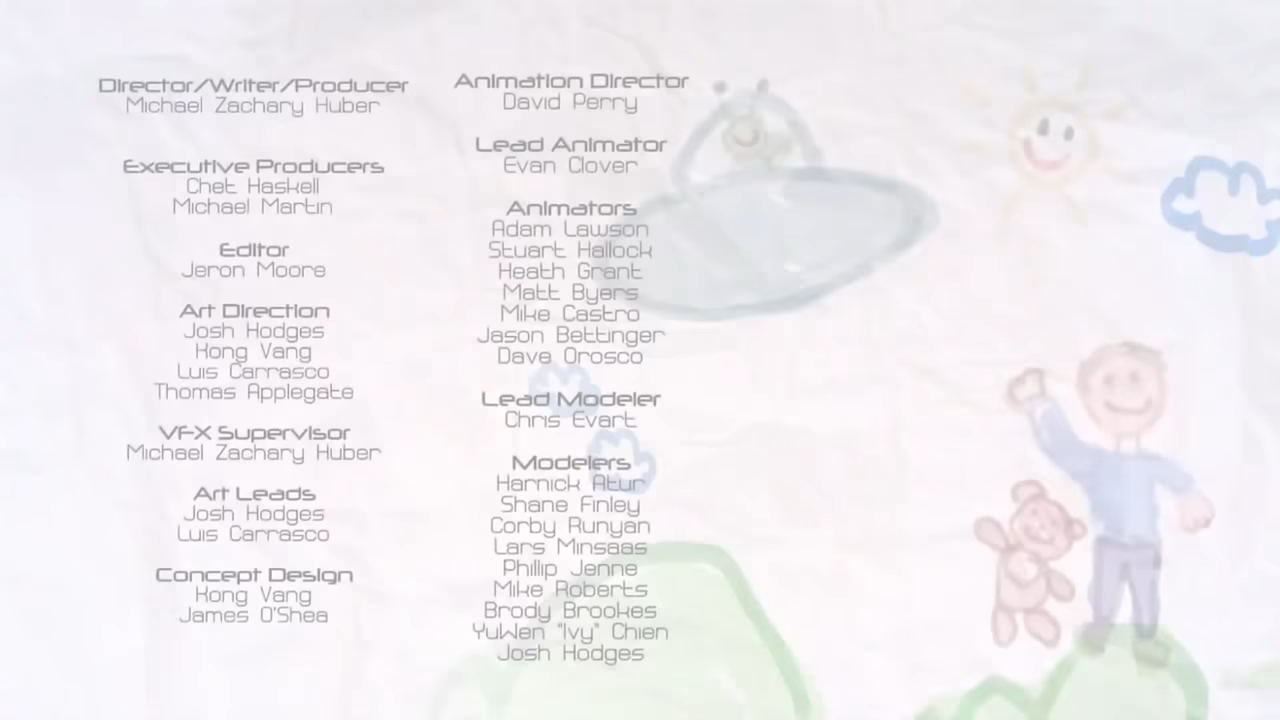 Director/Writer/Producer
Michael Zachary Huber
Executive Producers
Chet Haskell
Michael Martin
Editor
Jeron Moore
Art Direction
Josh Hodges
Kong Vang
Luis Carrasco
Thomas Applegate
VFX Supervisor
Michael Zachary Huber
Art Leads
Josh Hodges
Luis Carrasco
Concept Design
Kong Vang
James O'Shea
Animation Director
David Perry
Lead Animator
Evan Clover
Animators
Adam Lawson
Stuart Hallock
Heath Grant
Matt Byers
Mike Castro
Jason Bettinger
Dave Orosco
Lead Modeler
Chris Evart
Modelers
Harnick Atur
Shane Finley
Corby Runyan
Lars Minsaas
Phillip Jenne
Mike Roberts
Brody Brookes
YuWen "Ivy" Chien
Josh Hodges